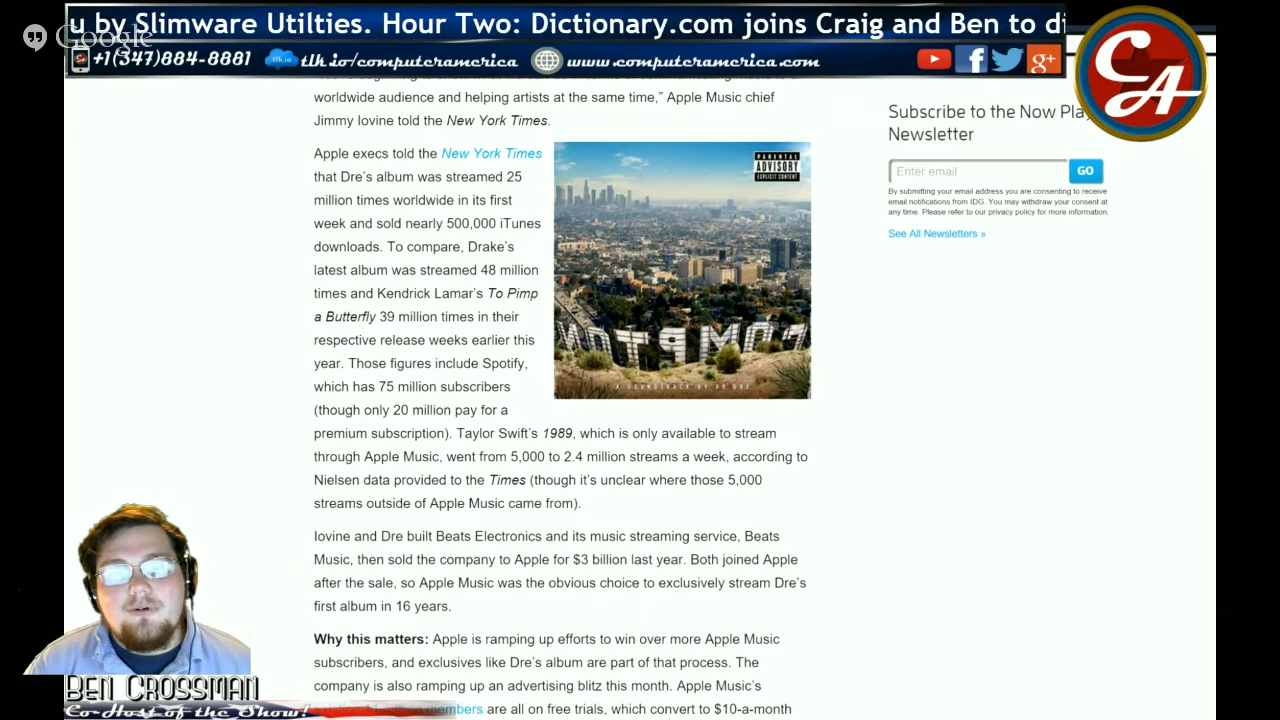 u by Slimware Utilties. Hour Two: Dictionary.com joins Craig and Ben to di
Google
+1(347)884-8881 tlk.io tlk.io/computeramerica www.computeramerica.com
CA
worldwide audience and helping artists at the same time,” Apple Music chief
Jimmy Iovine told the New York Times.
Apple execs told the New York Times
that Dre’s album was streamed 25
million times worldwide in its first
week and sold nearly 500,000 iTunes
downloads. To compare, Drake’s
latest album was streamed 48 million
times and Kendrick Lamar’s To Pimp
a Butterfly 39 million times in their
respective release weeks earlier this
year. Those figures include Spotify,
which has 75 million subscribers
(though only 20 million pay for a
premium subscription). Taylor Swift’s 1989, which is only available to stream
through Apple Music, went from 5,000 to 2.4 million streams a week, according to
Nielsen data provided to the Times (though it’s unclear where those 5,000
streams outside of Apple Music came from).
PARENTAL
ADVISORY
EXPLICIT CONTENT
COMPTON
A SOUNDTRACK BY DR. DRE
Iovine and Dre built Beats Electronics and its music streaming service, Beats
Music, then sold the company to Apple for $3 billion last year. Both joined Apple
after the sale, so Apple Music was the obvious choice to exclusively stream Dre’s
first album in 16 years.
Why this matters: Apple is ramping up efforts to win over more Apple Music
subscribers, and exclusives like Dre’s album are part of that process. The
company is also ramping up an advertising blitz this month. Apple Music’s
members are all on free trials, which convert to $10-a-month
Subscribe to the Now Play
Newsletter
Enter email GO
By submitting your email address you are consenting to receive
email notifications from IDG. You may withdraw your consent at
any time. Please refer to our privacy policy for more information.
See All Newsletters »
Ben Crossman
Co-Host of the Show!